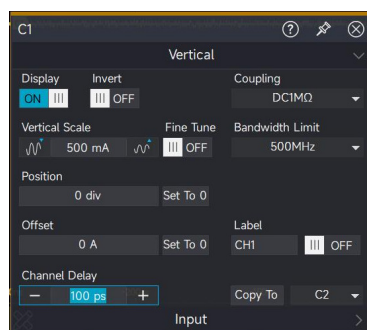 C1
Vertical
Display Invert Coupling
ON OFF DC1MΩ
Vertical Scale Fine Tune Bandwidth Limit
500 mA OFF 500MHz
Position
0 div Set To 0
Offset Label
0 A Set To 0 CH1 OFF
Channel Delay
− 100 ps + Copy To C2
Input